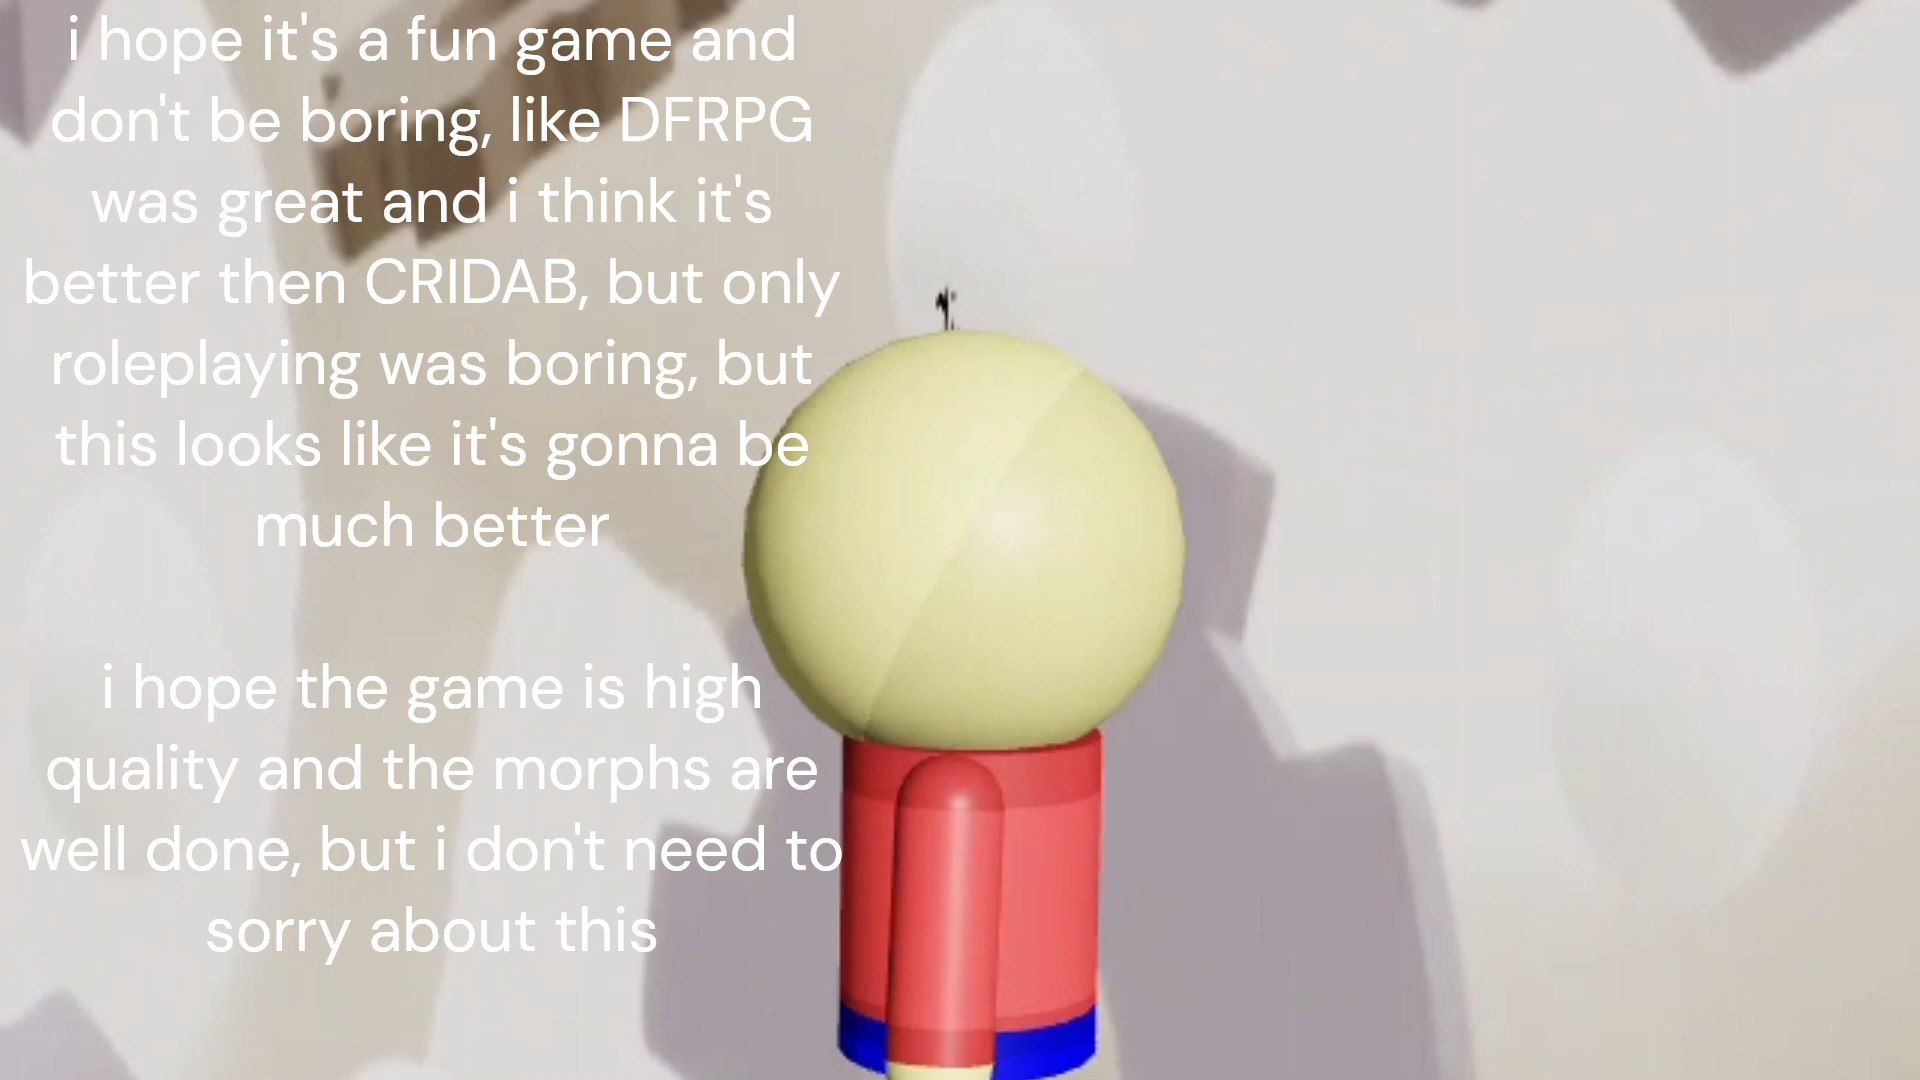 i hope it's a fun game and
don't be boring, like DFRPG
was great and i think it's
better then CRIDAB, but only
roleplaying was boring, but
this looks like it's gonna be
much better
i hope the game is high
quality and the morphs are
well done, but i don't need to
sorry about this